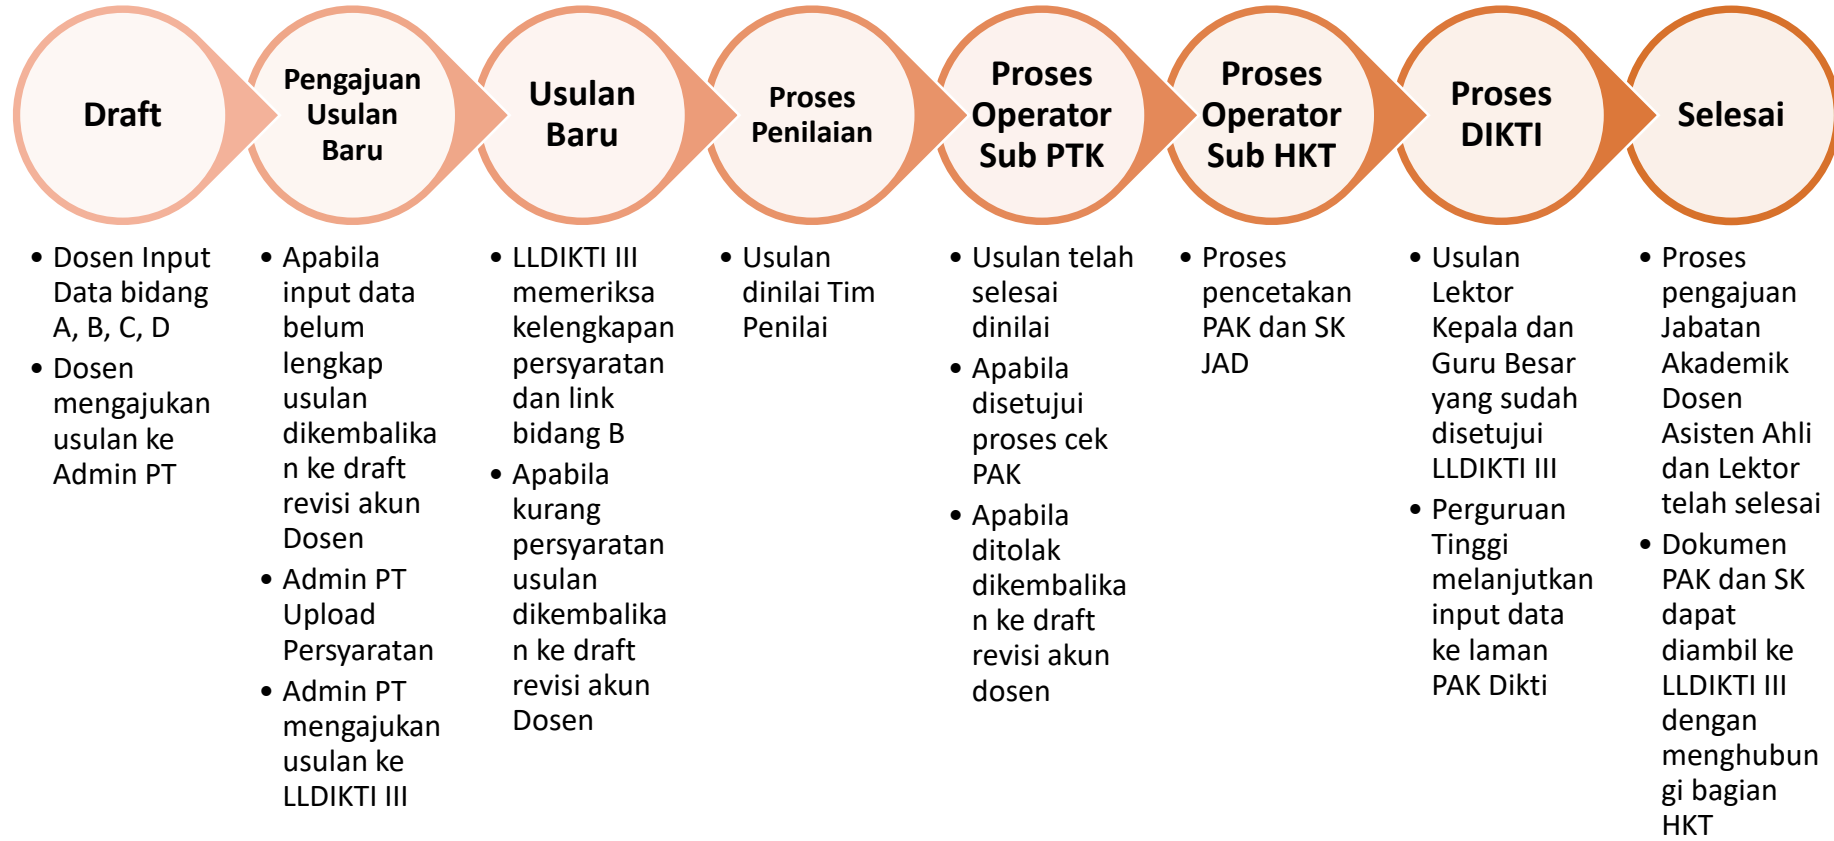 Draft
Pengajuan
Usulan
Baru
Usulan
Baru
Proses
Penilaian
Proses
Operator
Sub PTK
Proses
Operator
Sub HKT
Proses
DIKTI
Selesai
• Dosen Input
Data bidang
A, B, C, D
• Dosen
mengajukan
usulan ke
Admin PT
• Apabila
input data
belum
lengkap
usulan
dikembalika
n ke draft
revisi akun
Dosen
• Admin PT
Upload
Persyaratan
• Admin PT
mengajukan
usulan ke
LLDIKTI III
• LLDIKTI III
memeriksa
kelengkapan
persyaratan
dan link
bidang B
• Apabila
kurang
persyaratan
usulan
dikembalika
n ke draft
revisi akun
Dosen
• Usulan
dinilai Tim
Penilai
• Usulan telah
selesai
dinilai
• Apabila
disetujui
proses cek
PAK
• Apabila
ditolak
dikembalika
n ke draft
revisi akun
dosen
• Proses
pencetakan
PAK dan SK
JAD
• Usulan
Lektor
Kepala dan
Guru Besar
yang sudah
disetujui
LLDIKTI III
• Perguruan
Tinggi
melanjutkan
input data
ke laman
PAK Dikti
• Proses
pengajuan
Jabatan
Akademik
Dosen
Asisten Ahli
dan Lektor
telah selesai
• Dokumen
PAK dan SK
dapat
diambil ke
LLDIKTI III
dengan
menghubun
gi bagian
HKT